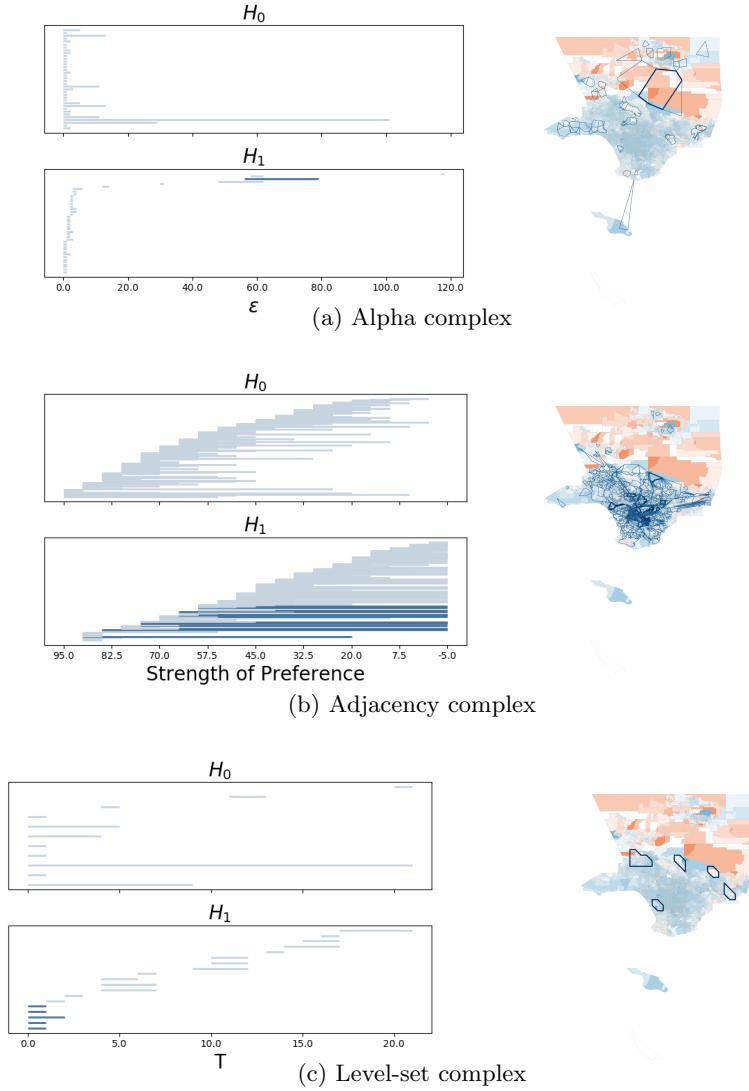 H₀
H₁
0.0 20.0 40.0 60.0 80.0 100.0 120.0
ε
(a) Alpha complex
H₀
H₁
95.0 82.5 70.0 57.5 45.0 32.5 20.0 7.5 -5.0
Strength of Preference
(b) Adjacency complex
H₀
H₁
0.0 5.0 10.0 15.0 20.0
T
(c) Level-set complex